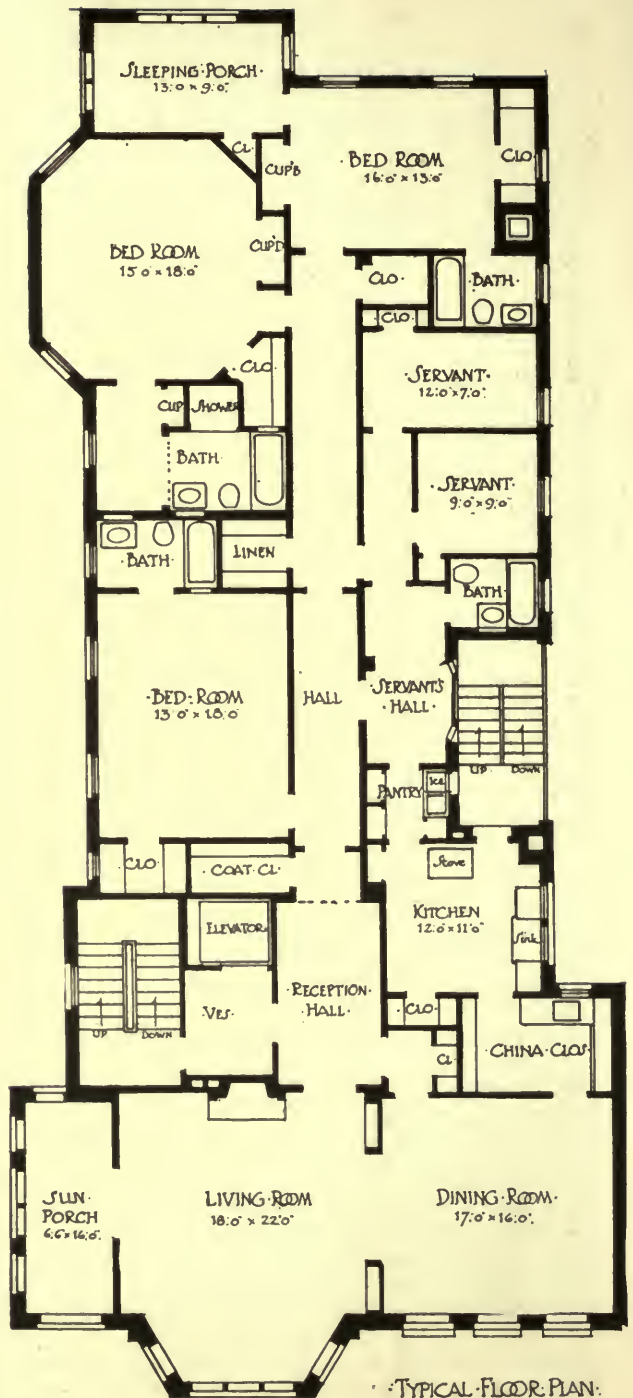 ·SLEEPING·PORCH·
13:0 x 9:0"
CL.
CUP'B
·BED ROOM·
16:0" x 13:0"
CLO
BED ROOM
15'0" x 18:0"
CUP'D
·CLO·
·BATH·
·CLO·
·CLO·
·SERVANT·
12:0" x 7:0"
CUP
SHOWER
BATH
·SERVANT·
9:0" x 9:0"
·BATH·
LINEN
BATH
·BED·ROOM·
13:0" x 18:0"
HALL
·SERVANT'S
·HALL·
UP
DOWN
PANTRY
Ice
·CLO·
·COAT·CL·
Stove
KITCHEN
12:0" x 11:0"
Sink
ELEVATOR
RECEPTION·
HALL·
·VES·
UP
DOWN
·CLO·
CL
·CHINA·CLOS·
SUN·
PORCH
6:6" x 16:0"
LIVING·ROOM
18:0" x 22:0"
DINING·ROOM·
17:0" x 16:0"
·TYPICAL·FLOOR·PLAN·